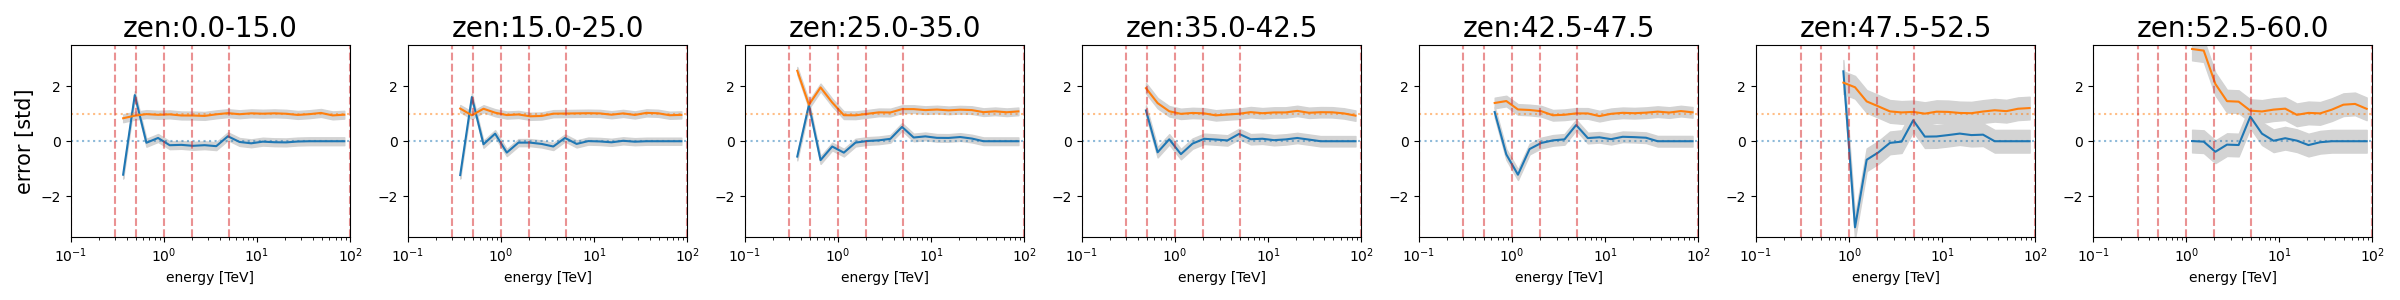 zen:0.0-15.0 zen:15.0-25.0 zen:25.0-35.0 zen:35.0-42.5 zen:42.5-47.5 zen:47.5-52.5 zen:52.5-60.0
error [std]
2 2 2 2 2 2 2
0 0 0 0 0 0 0
−2 −2 −2 −2 −2 −2 −2
10⁻¹ 10⁰ 10¹ 10² 10⁻¹ 10⁰ 10¹ 10² 10⁻¹ 10⁰ 10¹ 10² 10⁻¹ 10⁰ 10¹ 10² 10⁻¹ 10⁰ 10¹ 10² 10⁻¹ 10⁰ 10¹ 10² 10⁻¹ 10⁰ 10¹ 10²
energy [TeV] energy [TeV] energy [TeV] energy [TeV] energy [TeV] energy [TeV] energy [TeV]